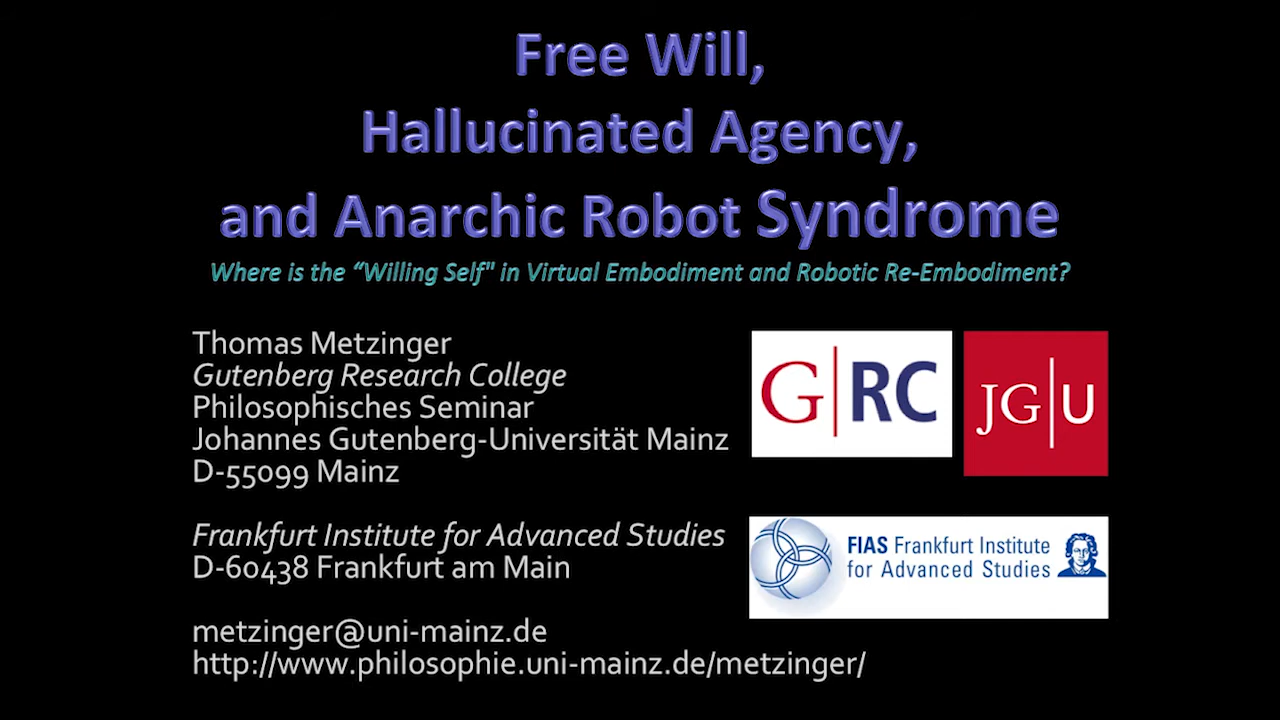 Free Will,
Hallucinated Agency,
and Anarchic Robot Syndrome
Where is the “Willing Self" in Virtual Embodiment and Robotic Re-Embodiment?
Thomas Metzinger
Gutenberg Research College
Philosophisches Seminar
Johannes Gutenberg-Universität Mainz
D-55099 Mainz
G|RC
JG|U
Frankfurt Institute for Advanced Studies
D-60438 Frankfurt am Main
FIAS Frankfurt Institute
for Advanced Studies
metzinger@uni-mainz.de
http://www.philosophie.uni-mainz.de/metzinger/